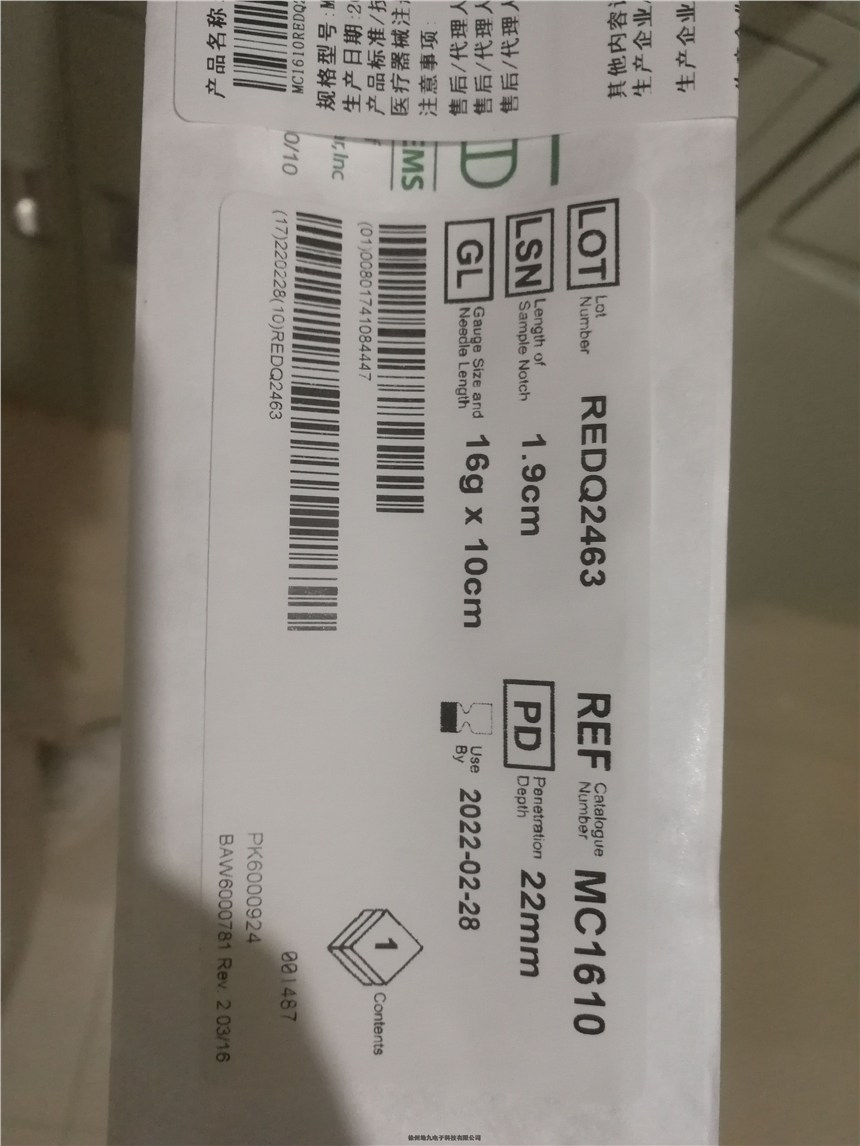 产品名称
MC1610REDQ
规格型号:M
生产日期:2
产品标准/
医疗器械注
注意事项:
售后/代理人
售后/代理人
售后/代理人
其他内容
生产企业
生产企业
0/10
r, Inc
EMS
D
LOT Lot Number REDQ2463
REF Catalogue Number MC1610
LSN Length of Sample Notch 1.9cm
PD Penetration Depth 22mm
GL Gauge Size and Needle Length 16g x 10cm
Use By 2022-02-28
(01)00801741084447
1 Contents
(17)220228(10)REDQ2463
001487
PK6000924
BAW6000781 Rev. 2 03/16